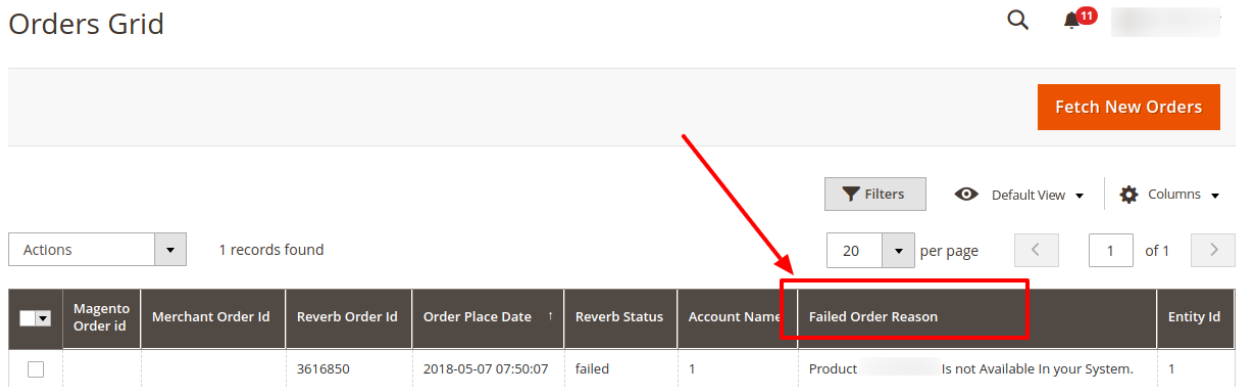 Orders Grid
11
Fetch New Orders
Filters
Default View
Columns
Actions
1 records found
20
per page
1
of 1
Magento
Order id
Merchant Order Id
Reverb Order Id
Order Place Date ↑
Reverb Status
Account Name
Failed Order Reason
Entity Id
3616850
2018-05-07 07:50:07
failed
1
Product Is not Available In your System.
1